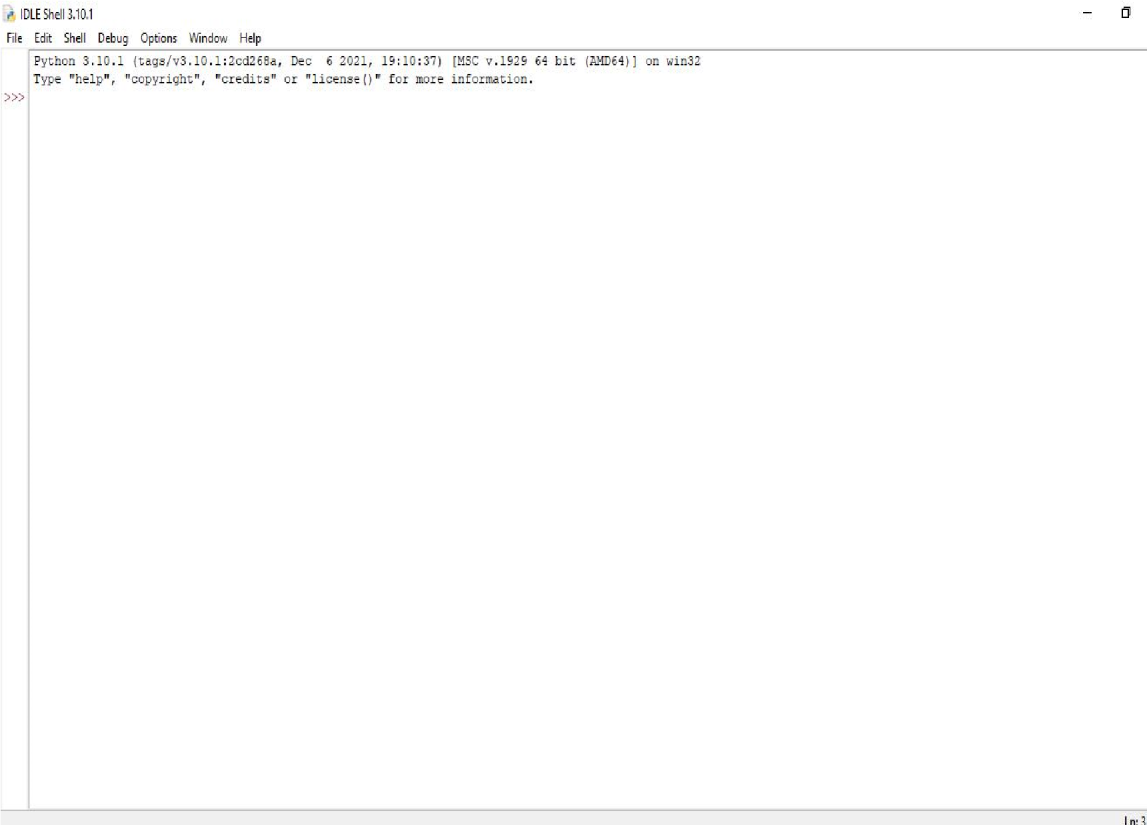 IDLE Shell 3.10.1
File Edit Shell Debug Options Window Help
Python 3.10.1 (tags/v3.10.1:2cd268a, Dec  6 2021, 19:10:37) [MSC v.1929 64 bit (AMD64)] on win32
Type "help", "copyright", "credits" or "license()" for more information.
>>>
Ln: 3